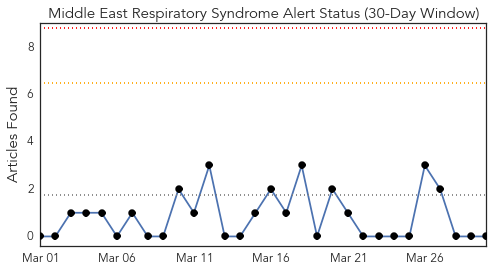 Middle East Respiratory Syndrome Alert Status (30-Day Window)
Articles Found
8
6
4
2
0
Mar 01 Mar 06 Mar 11 Mar 16 Mar 21 Mar 26